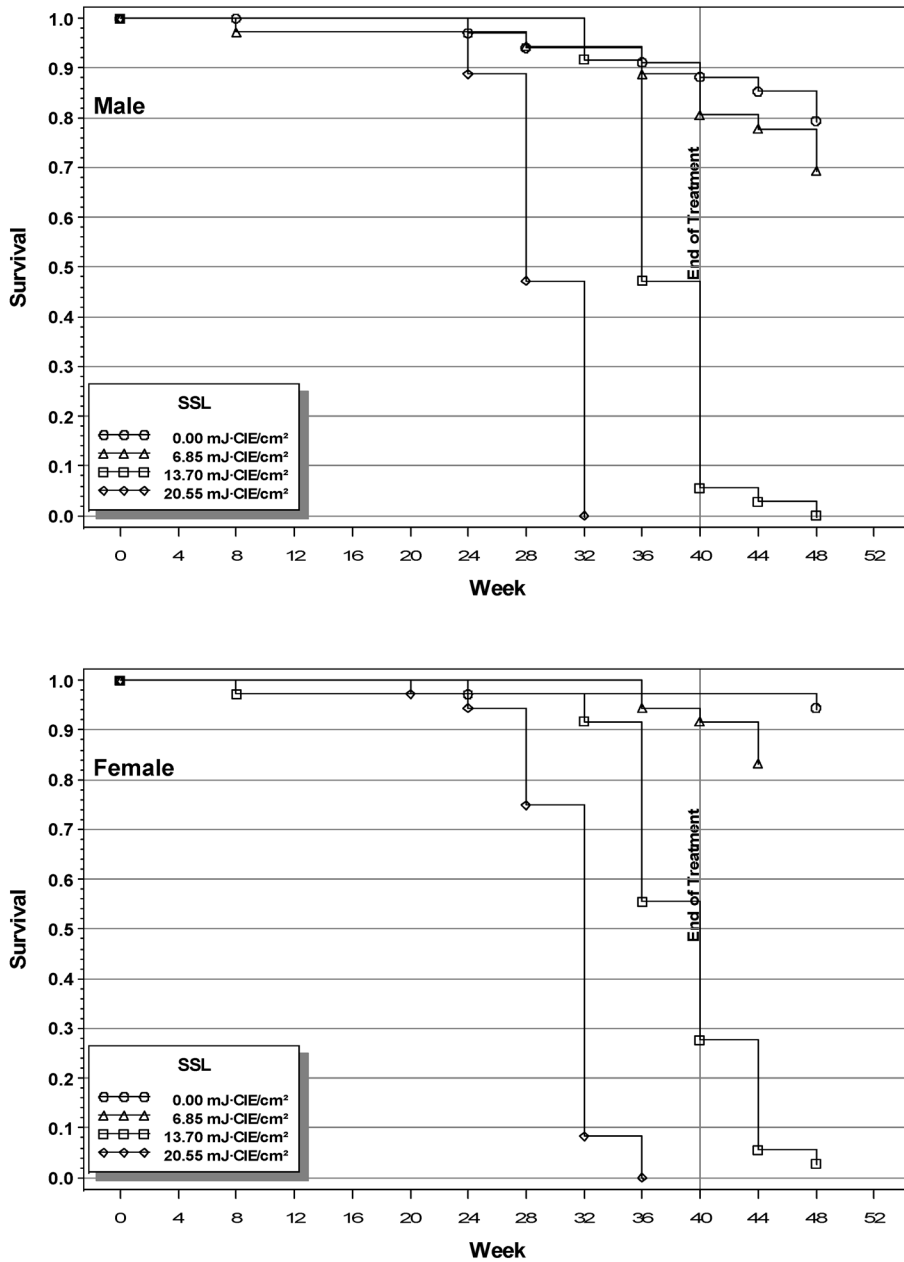 1.0
0.9
Male
0.8
0.7
0.6
0.5
0.4
0.3
0.2
0.1
0.0
Survival
End of Treatment
SSL
0.00 mJ·CIE/cm²
6.85 mJ·CIE/cm²
13.70 mJ·CIE/cm²
20.55 mJ·CIE/cm²
0 4 8 12 16 20 24 28 32 36 40 44 48 52
Week
1.0
0.9
Female
0.8
0.7
0.6
0.5
0.4
0.3
0.2
0.1
0.0
Survival
End of Treatment
SSL
0.00 mJ·CIE/cm²
6.85 mJ·CIE/cm²
13.70 mJ·CIE/cm²
20.55 mJ·CIE/cm²
0 4 8 12 16 20 24 28 32 36 40 44 48 52
Week